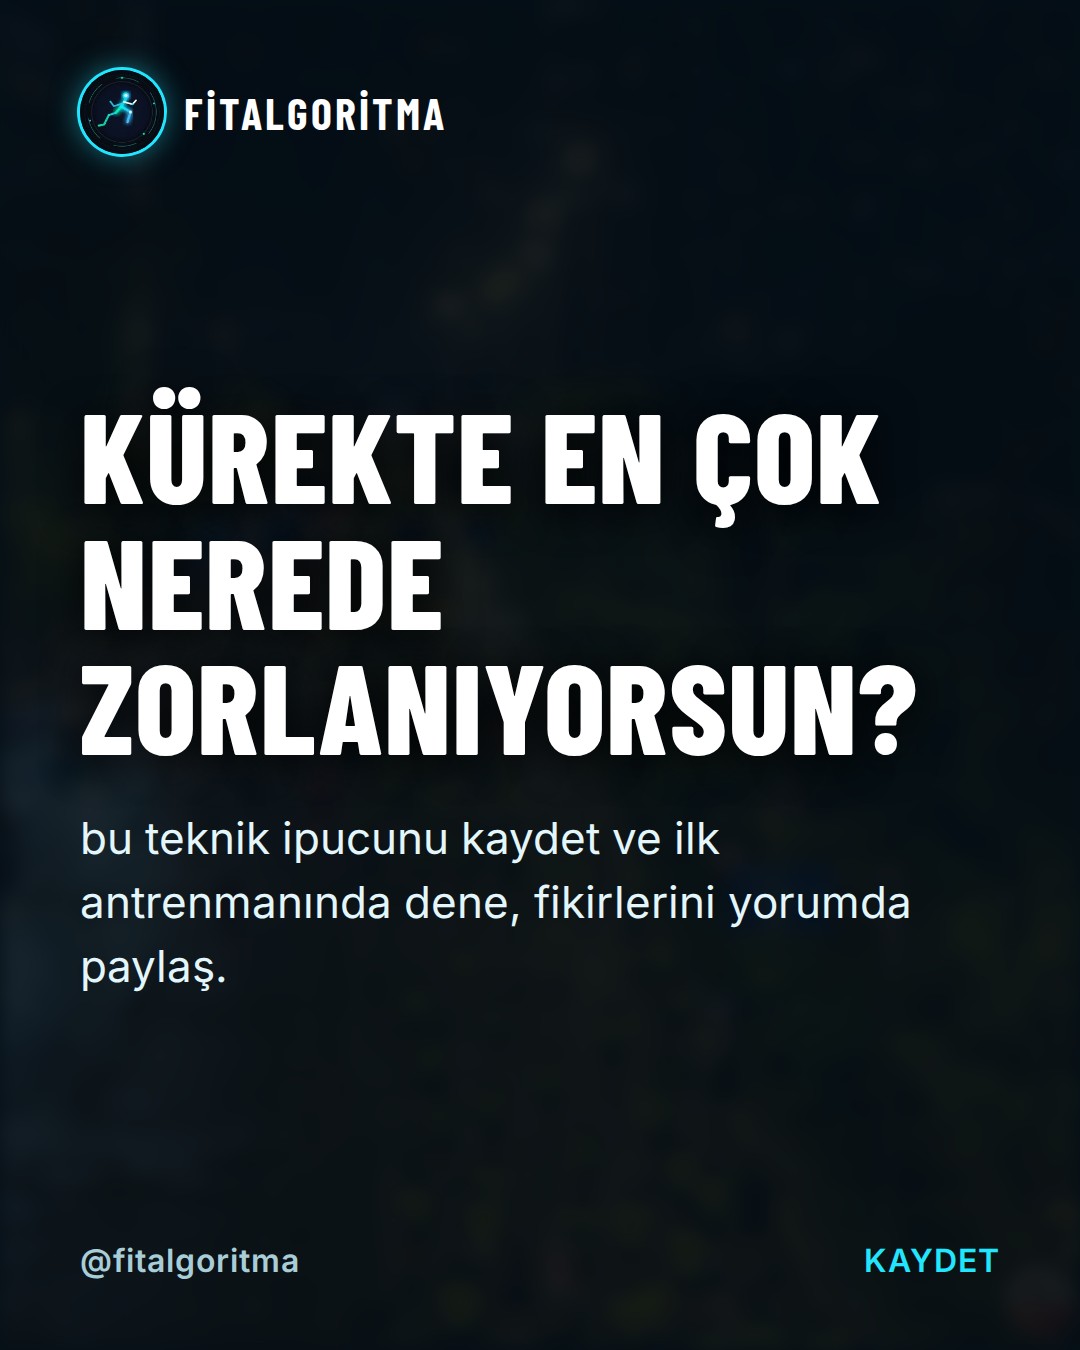 FİTALGORİTMA
KÜREKTE EN ÇOK
NEREDE
ZORLANIYORSUN?
bu teknik ipucunu kaydet ve ilk
antrenmanında dene, fikirlerini yorumda
paylaş.
@fitalgoritma
KAYDET